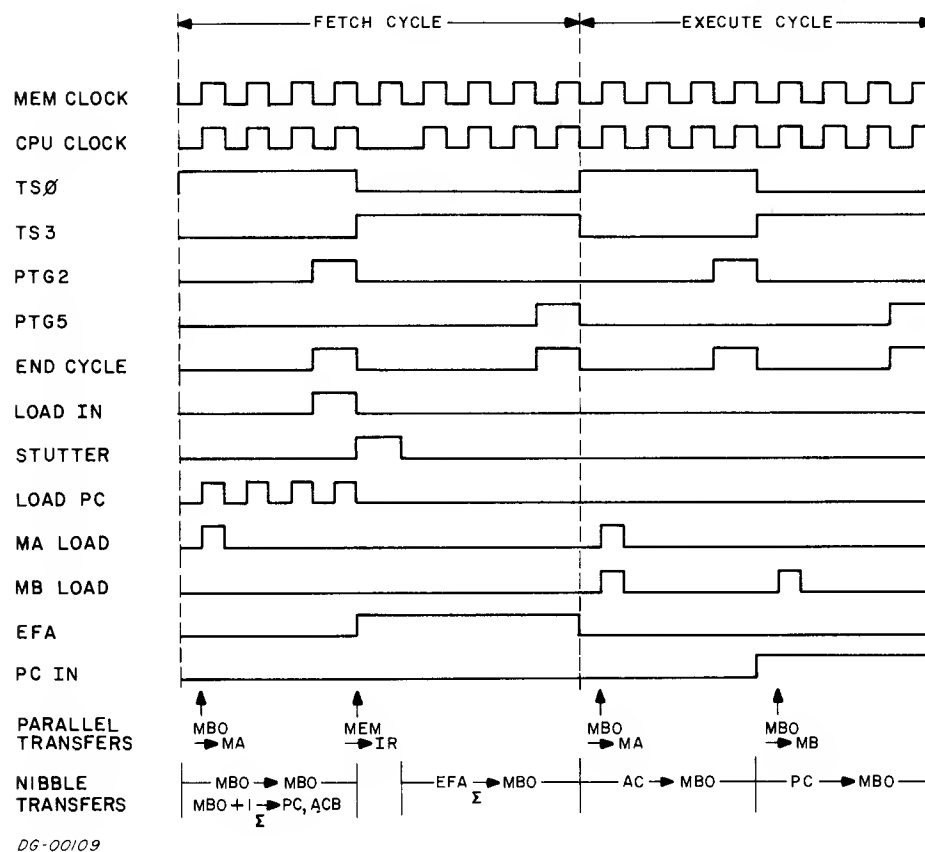 FETCH CYCLE EXECUTE CYCLE
MEM CLOCK
CPU CLOCK
TSØ
TS3
PTG2
PTG5
END CYCLE
LOAD IN
STUTTER
LOAD PC
MA LOAD
MB LOAD
EFA
PC IN
PARALLEL TRANSFERS
MBO → MA
MEM → IR
MBO → MA
MBO → MB
NIBBLE TRANSFERS
MBO → MBO
MBO + 1 → PC, ACB
Σ
EFA → MBO
Σ
AC → MBO
PC → MBO
DG-00109